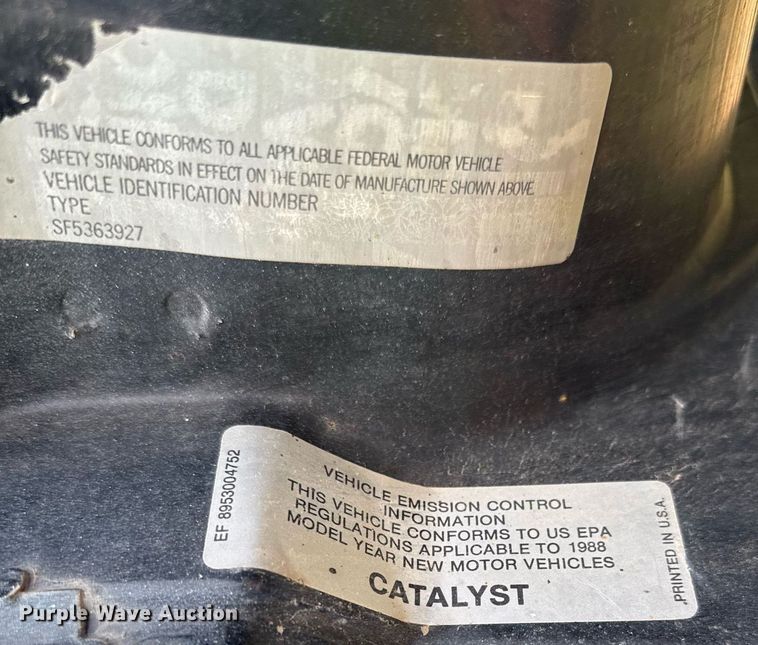 THIS VEHICLE CONFORMS TO ALL APPLICABLE FEDERAL MOTOR VEHICLE
SAFETY STANDARDS IN EFFECT ON THE DATE OF MANUFACTURE SHOWN ABOVE.
VEHICLE IDENTIFICATION NUMBER
TYPE
SF5363927
EF 8953004752
VEHICLE EMISSION CONTROL
INFORMATION
THIS VEHICLE CONFORMS TO US EPA
REGULATIONS APPLICABLE TO 1988
MODEL YEAR NEW MOTOR VEHICLES.
CATALYST
PRINTED IN U.S.A.
Purple Wave Auction